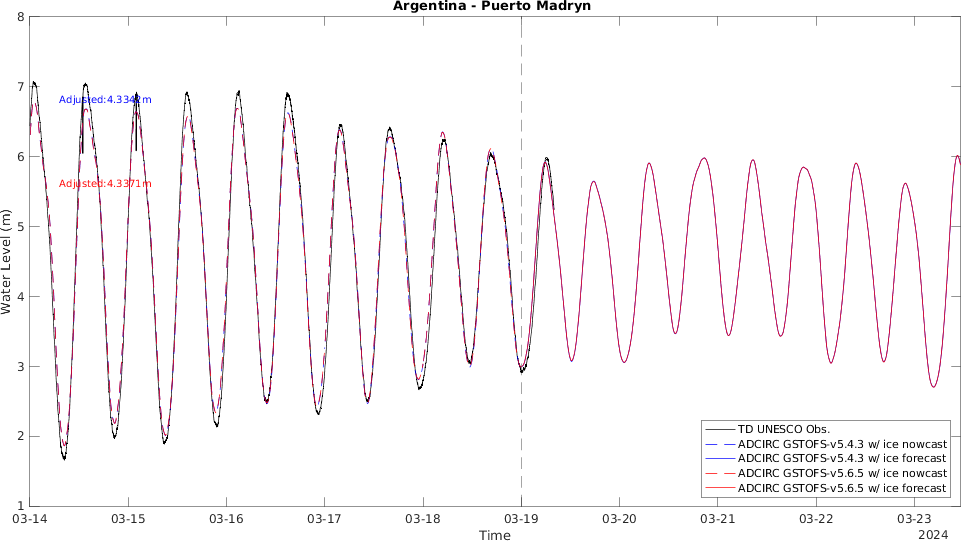 Argentina - Puerto Madryn
8
7
6
5
4
3
2
1
Water Level (m)
Adjusted:4.3342m
Adjusted:4.3371m
TD UNESCO Obs.
ADCIRC GSTOFS-v5.4.3 w/ ice nowcast
ADCIRC GSTOFS-v5.4.3 w/ ice forecast
ADCIRC GSTOFS-v5.6.5 w/ ice nowcast
ADCIRC GSTOFS-v5.6.5 w/ ice forecast
03-14 03-15 03-16 03-17 03-18 03-19 03-20 03-21 03-22 03-23
Time
2024